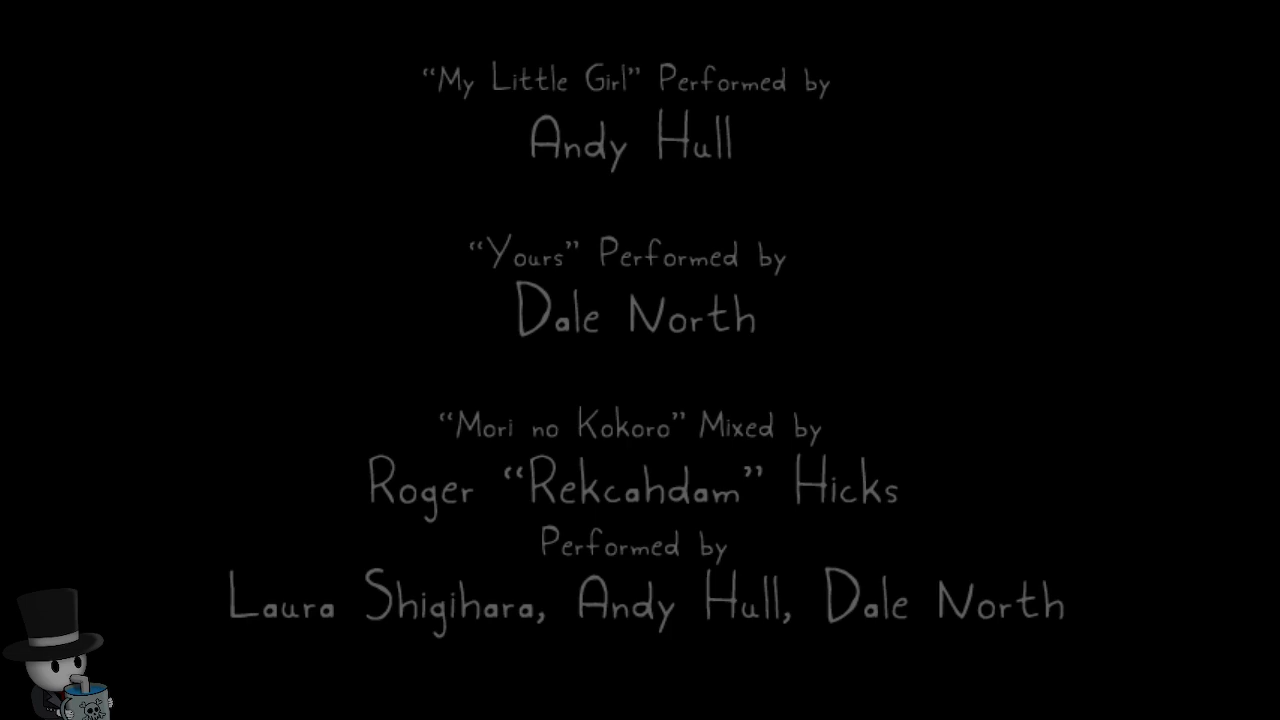 “My Little Girl” Performed by
Andy Hull
“Yours” Performed by
Dale North
“Mori no Kokoro” Mixed by
Roger “Rekcahdam” Hicks
Performed by
Laura Shigihara, Andy Hull, Dale North